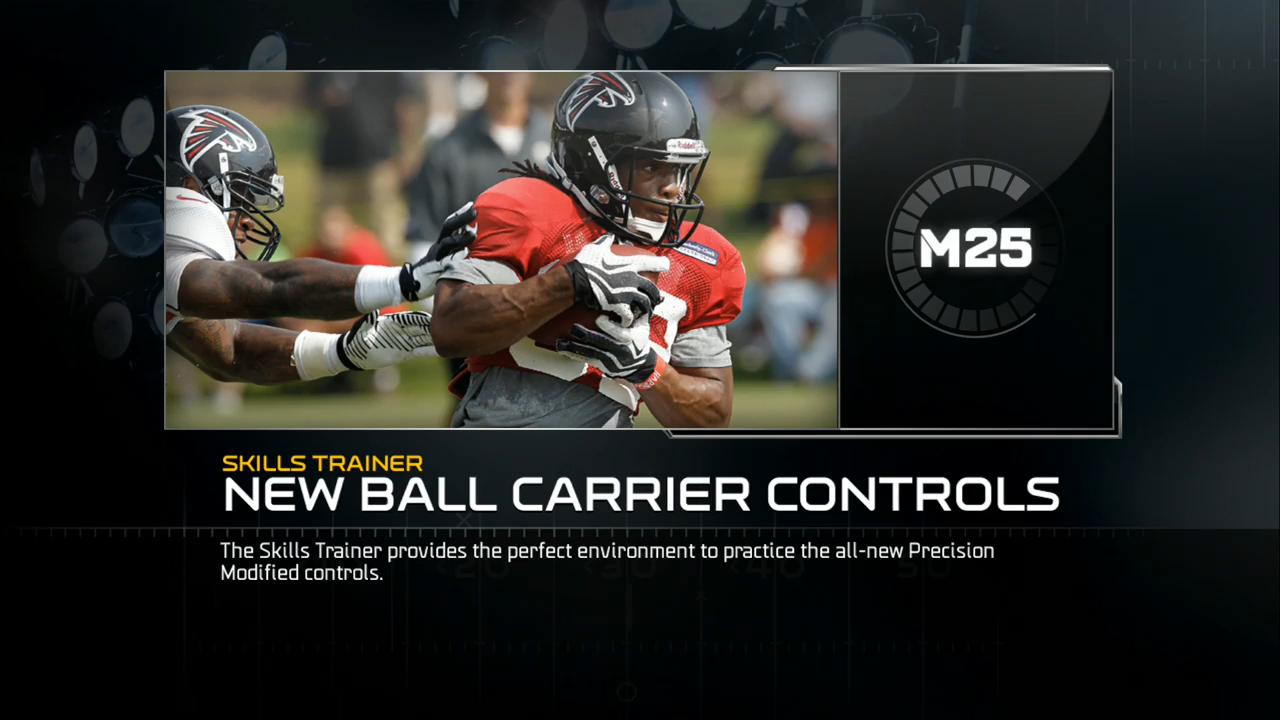 Riddell
M25
SKILLS TRAINER
NEW BALL CARRIER CONTROLS
The Skills Trainer provides the perfect environment to practice the all-new Precision
Modified controls.